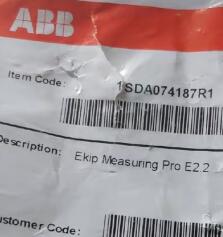 ABB
Item Code: 1SDA074187R1
Description: Ekip Measuring Pro E2.2
Customer Code: